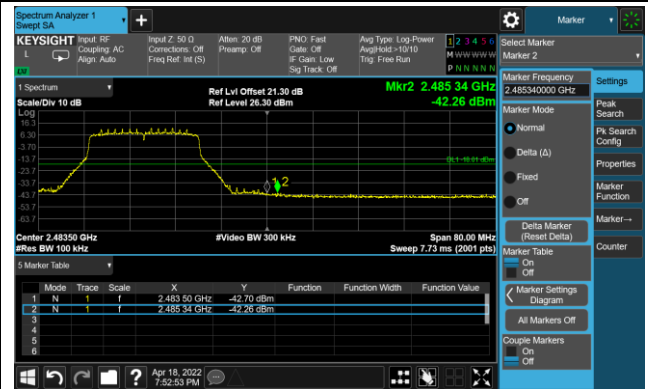 Spectrum Analyzer 1
Swept SA
Marker
KEYSIGHT
L
Input: RF
Coupling: AC
Align: Auto
Input Z: 50 Ω
Corrections: Off
Freq Ref: Int (S)
Atten: 20 dB
Preamp: Off
PNO: Fast
Gate: Off
IF Gain: Low
Sig Track: Off
Avg Type: Log-Power
Avg|Hold:>10/10
Trig: Free Run
1 2 3 4 5 6
M W W W W W
P N N N N N
Select Marker
Marker 2
1 Spectrum
Scale/Div 10 dB
Ref Lvl Offset 21.30 dB
Ref Level 26.30 dBm
Mkr2 2.485 34 GHz
-42.26 dBm
Log
16.3
6.30
-3.70
-13.7
-23.7
-33.7
-43.7
-53.7
-63.7
DL1 -18.01 dBm
1
2
Center 2.48350 GHz
#Res BW 100 kHz
#Video BW 300 kHz
Span 80.00 MHz
Sweep 7.73 ms (2001 pts)
5 Marker Table
Mode Trace Scale X Y Function Function Width Function Value
1 N 1 f 2.483 50 GHz -42.70 dBm
2 N 1 f 2.485 34 GHz -42.26 dBm
3
4
5
6
Marker Frequency
2.485340000 GHz
Marker Mode
Normal
Delta (Δ)
Fixed
Off
Delta Marker
(Reset Delta)
Marker Table
On
Off
Marker Settings
Diagram
All Markers Off
Couple Markers
On
Off
Settings
Peak
Search
Pk Search
Config
Properties
Marker
Function
Marker→
Counter
?
Apr 18, 2022
7:52:53 PM